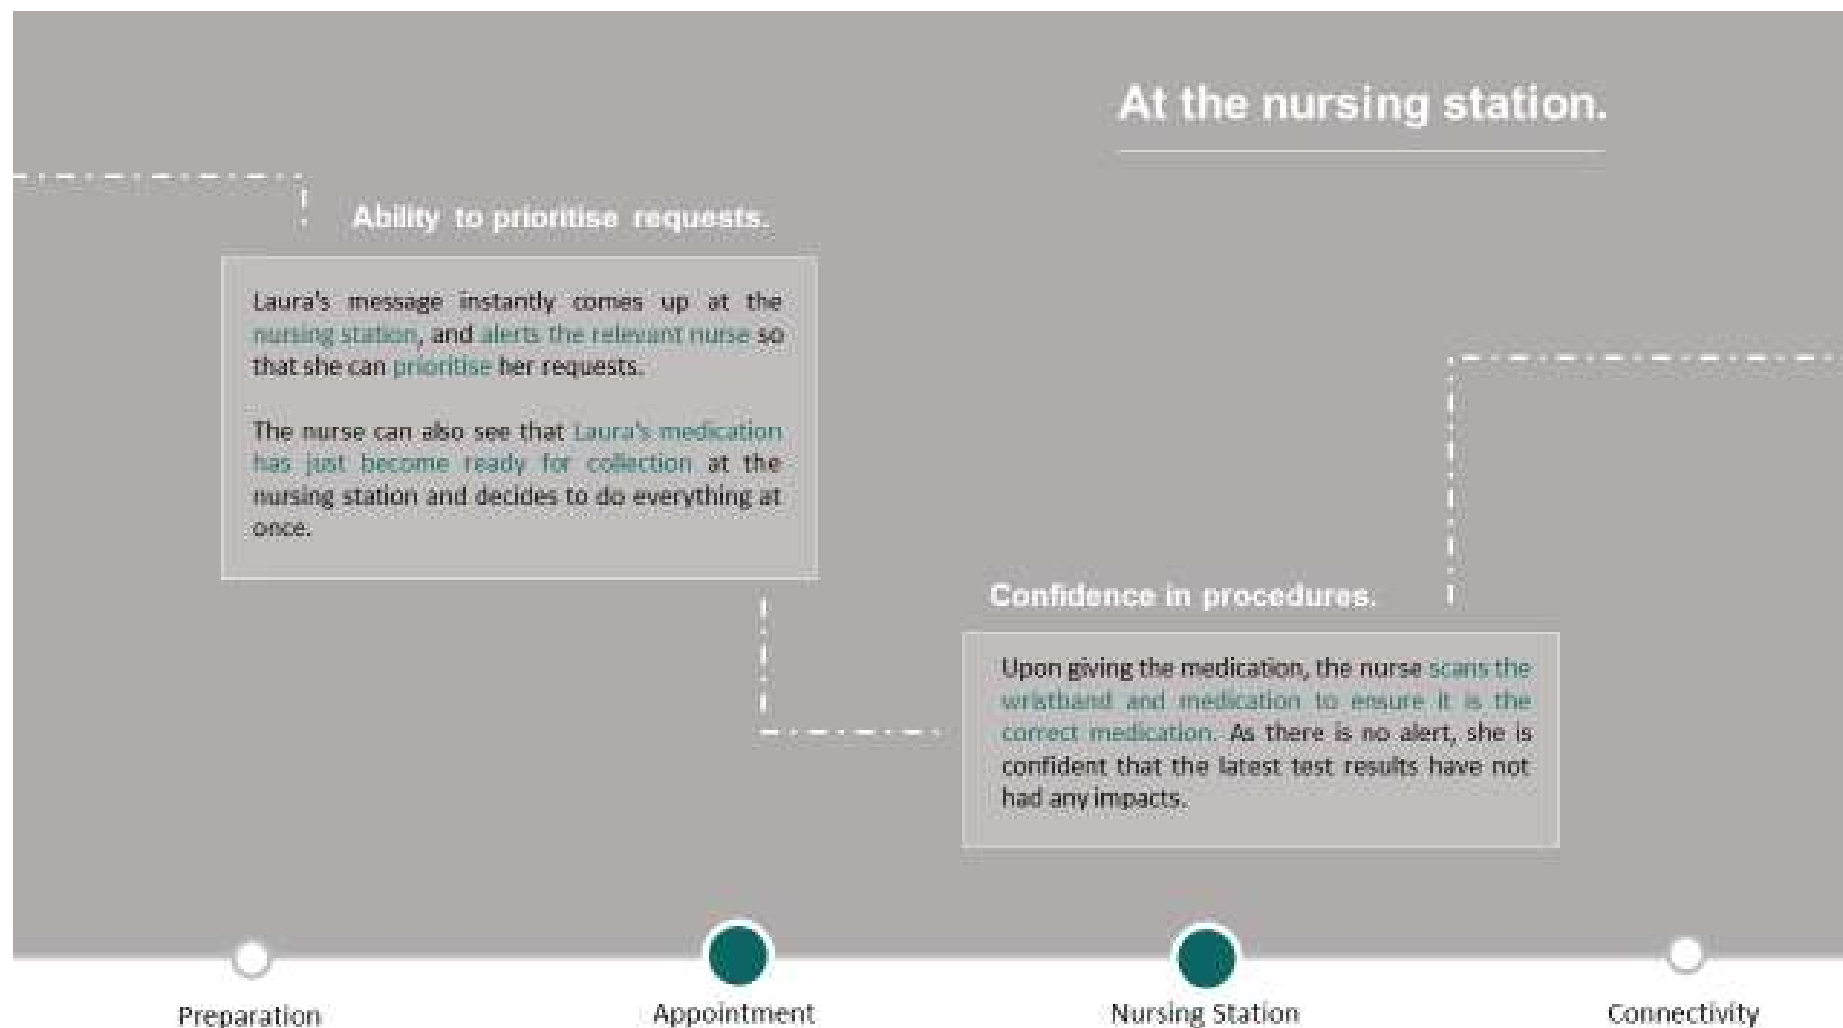 At the nursing station.
Ability to prioritise requests.
Laura's message instantly comes up at the
nursing station, and alerts the relevant nurse so
that she can prioritise her requests.
The nurse can also see that Laura's medication
has just become ready for collection at the
nursing station and decides to do everything at
once.
Confidence in procedures.
Upon giving the medication, the nurse scans the
wristband and medication to ensure it is the
correct medication. As there is no alert, she is
confident that the latest test results have not
had any impacts.
Preparation
Appointment
Nursing Station
Connectivity